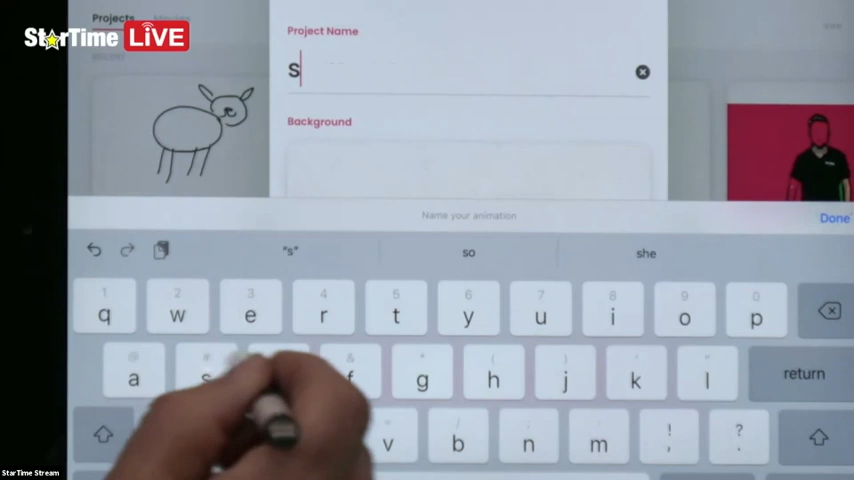 Projects Movies
StarTime LIVE
Project Name
S
Background
Name your animation
Done
“s” so she
1 2 3 4 5 6 7 8 9 0
q w e r t y u i o p
@ # & * ( ) ' "
a s f g h j k l return
/ ! ?
v b n m , .
StarTime Stream